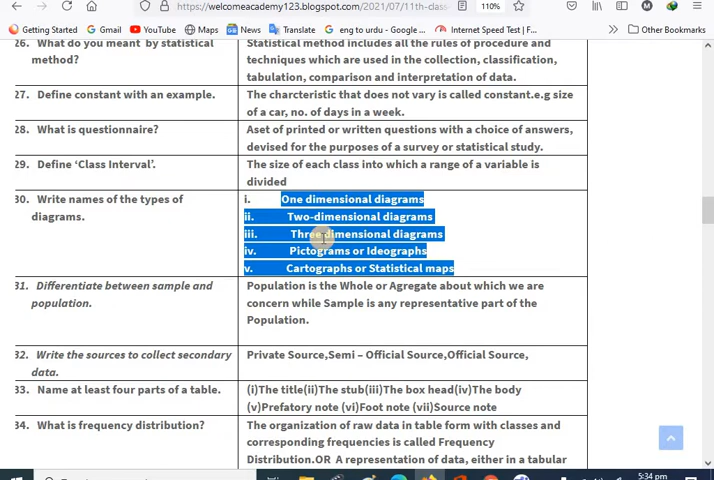 https://welcomeacademy123.blogspot.com/2021/07/11th-class-
110%
Getting Started
Gmail
YouTube
Maps
News
Translate
eng to urdu - Google ...
Internet Speed Test | F...
Other Bookmarks
26. What do you meant by statistical
method?
Statistical method includes all the rules of procedure and
techniques which are used in the collection, classification,
tabulation, comparison and interpretation of data.
27. Define constant with an example.
The charcteristic that does not vary is called constant.e.g size
of a car, no. of days in a week.
28. What is questionnaire?
Aset of printed or written questions with a choice of answers,
devised for the purposes of a survey or statistical study.
29. Define ‘Class Interval’.
The size of each class into which a range of a variable is
divided
30. Write names of the types of
diagrams.
i. One dimensional diagrams
ii. Two-dimensional diagrams
iii. Three dimensional diagrams
iv. Pictograms or Ideographs
v. Cartographs or Statistical maps
31. Differentiate between sample and
population.
Population is the Whole or Agregate about which we are
concern while Sample is any representative part of the
Population.
32. Write the sources to collect secondary
data.
Private Source,Semi – Official Source,Official Source,
33. Name at least four parts of a table.
(i)The title(ii)The stub(iii)The box head(iv)The body
(v)Prefatory note (vi)Foot note (vii)Source note
34. What is frequency distribution?
The organization of raw data in table form with classes and
corresponding frequencies is called Frequency
Distribution.OR A representation of data, either in a tabular
5:34 pm